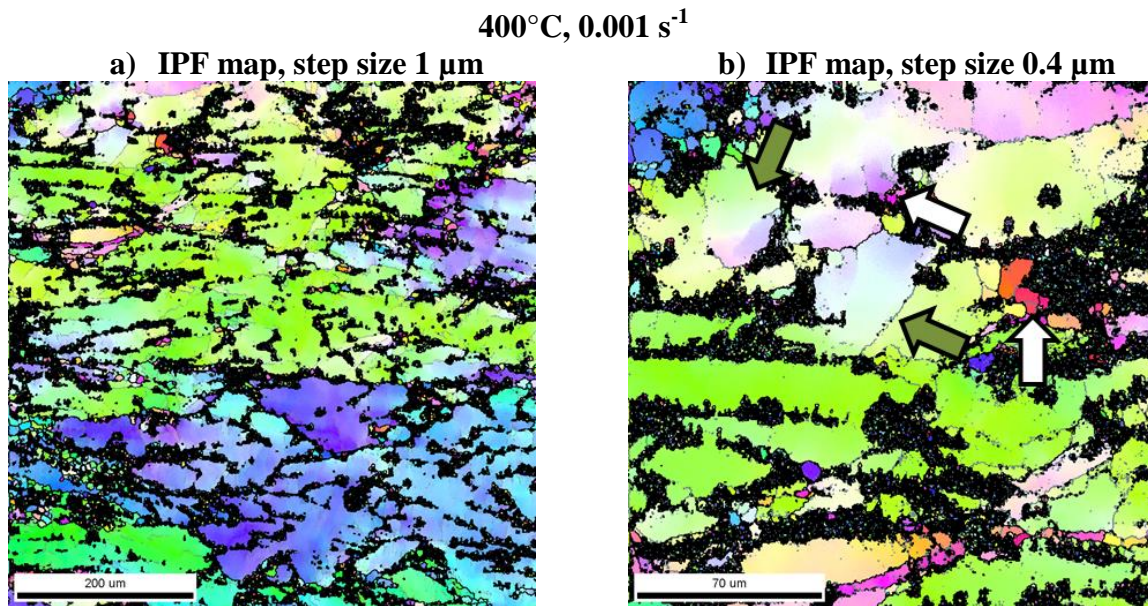 400°C, 0.001 s⁻¹
a) IPF map, step size 1 µm
b) IPF map, step size 0.4 µm
200 um
70 um